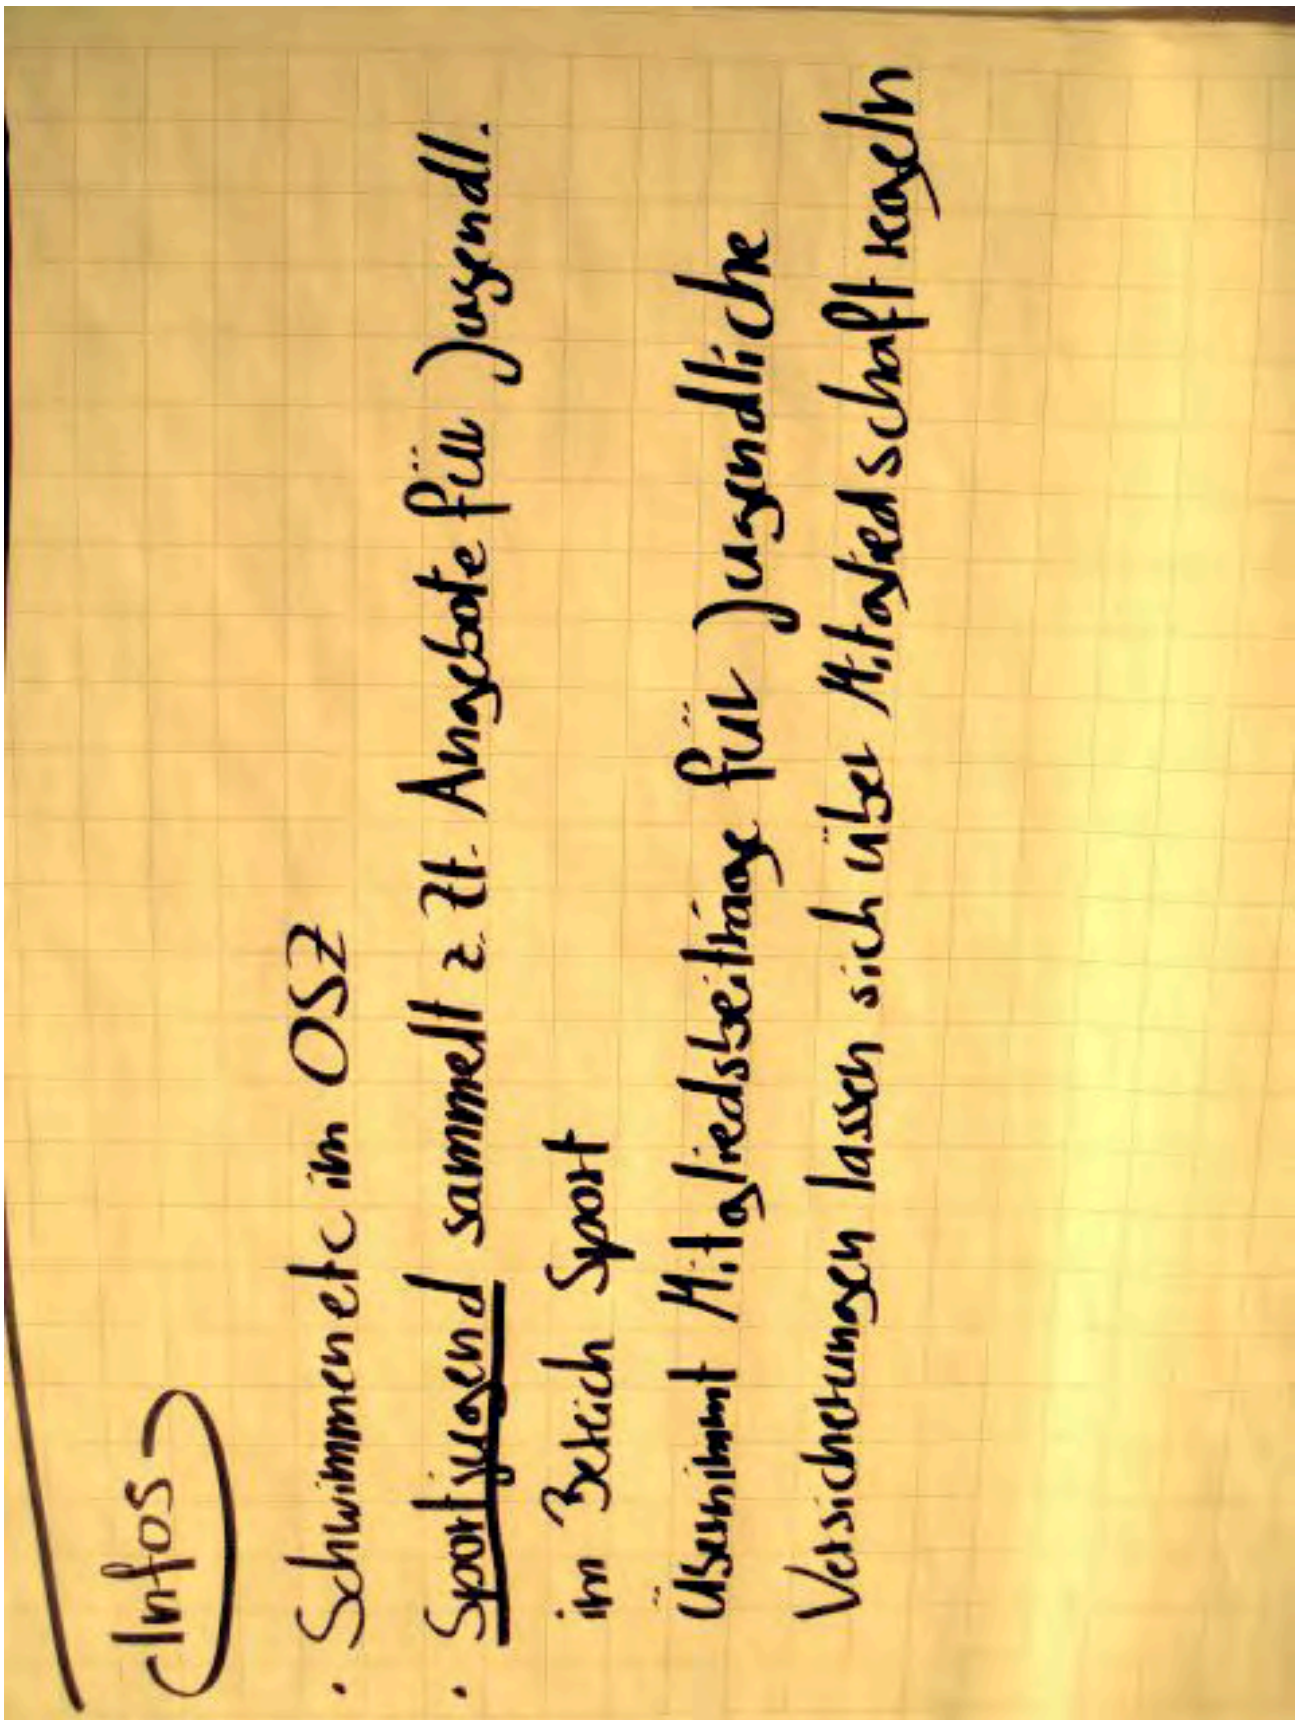 Infos
· Schwimmen etc im OSZ
· Sportjugend sammelt z. Zt. Angebote für Jugendl.
im Bereich Sport
Übernimmt Mitgliedsbeiträge für Jugendliche
Versicherungen lassen sich über Mitgliedschaft regeln